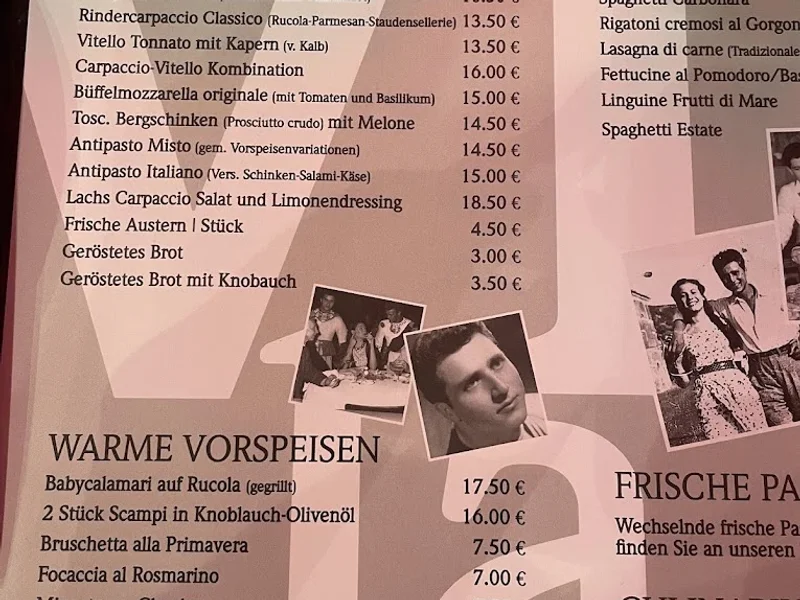 Rindercarpaccio Classico (Rucola-Parmesan-Staudensellerie) 13.50 €
Vitello Tonnato mit Kapern (v. Kalb) 13.50 €
Carpaccio-Vitello Kombination 16.00 €
Büffelmozzarella originale (mit Tomaten und Basilikum) 15.00 €
Tosc. Bergschinken (Prosciutto crudo) mit Melone 14.50 €
Antipasto Misto (gem. Vorspeisenvariationen) 14.50 €
Antipasto Italiano (Vers. Schinken-Salami-Käse) 15.00 €
Lachs Carpaccio Salat und Limonendressing 18.50 €
Frische Austern | Stück 4.50 €
Geröstetes Brot 3.00 €
Geröstetes Brot mit Knobauch 3.50 €
WARME VORSPEISEN
Babycalamari auf Rucola (gegrillt) 17.50 €
2 Stück Scampi in Knoblauch-Olivenöl 16.00 €
Bruschetta alla Primavera 7.50 €
Focaccia al Rosmarino 7.00 €
Spaghetti Carbonara
Rigatoni cremosi al Gorgon
Lasagna di carne (Tradizionale
Fettucine al Pomodoro/Bas
Linguine Frutti di Mare
Spaghetti Estate
FRISCHE PA
Wechselnde frische Pa
finden Sie an unseren